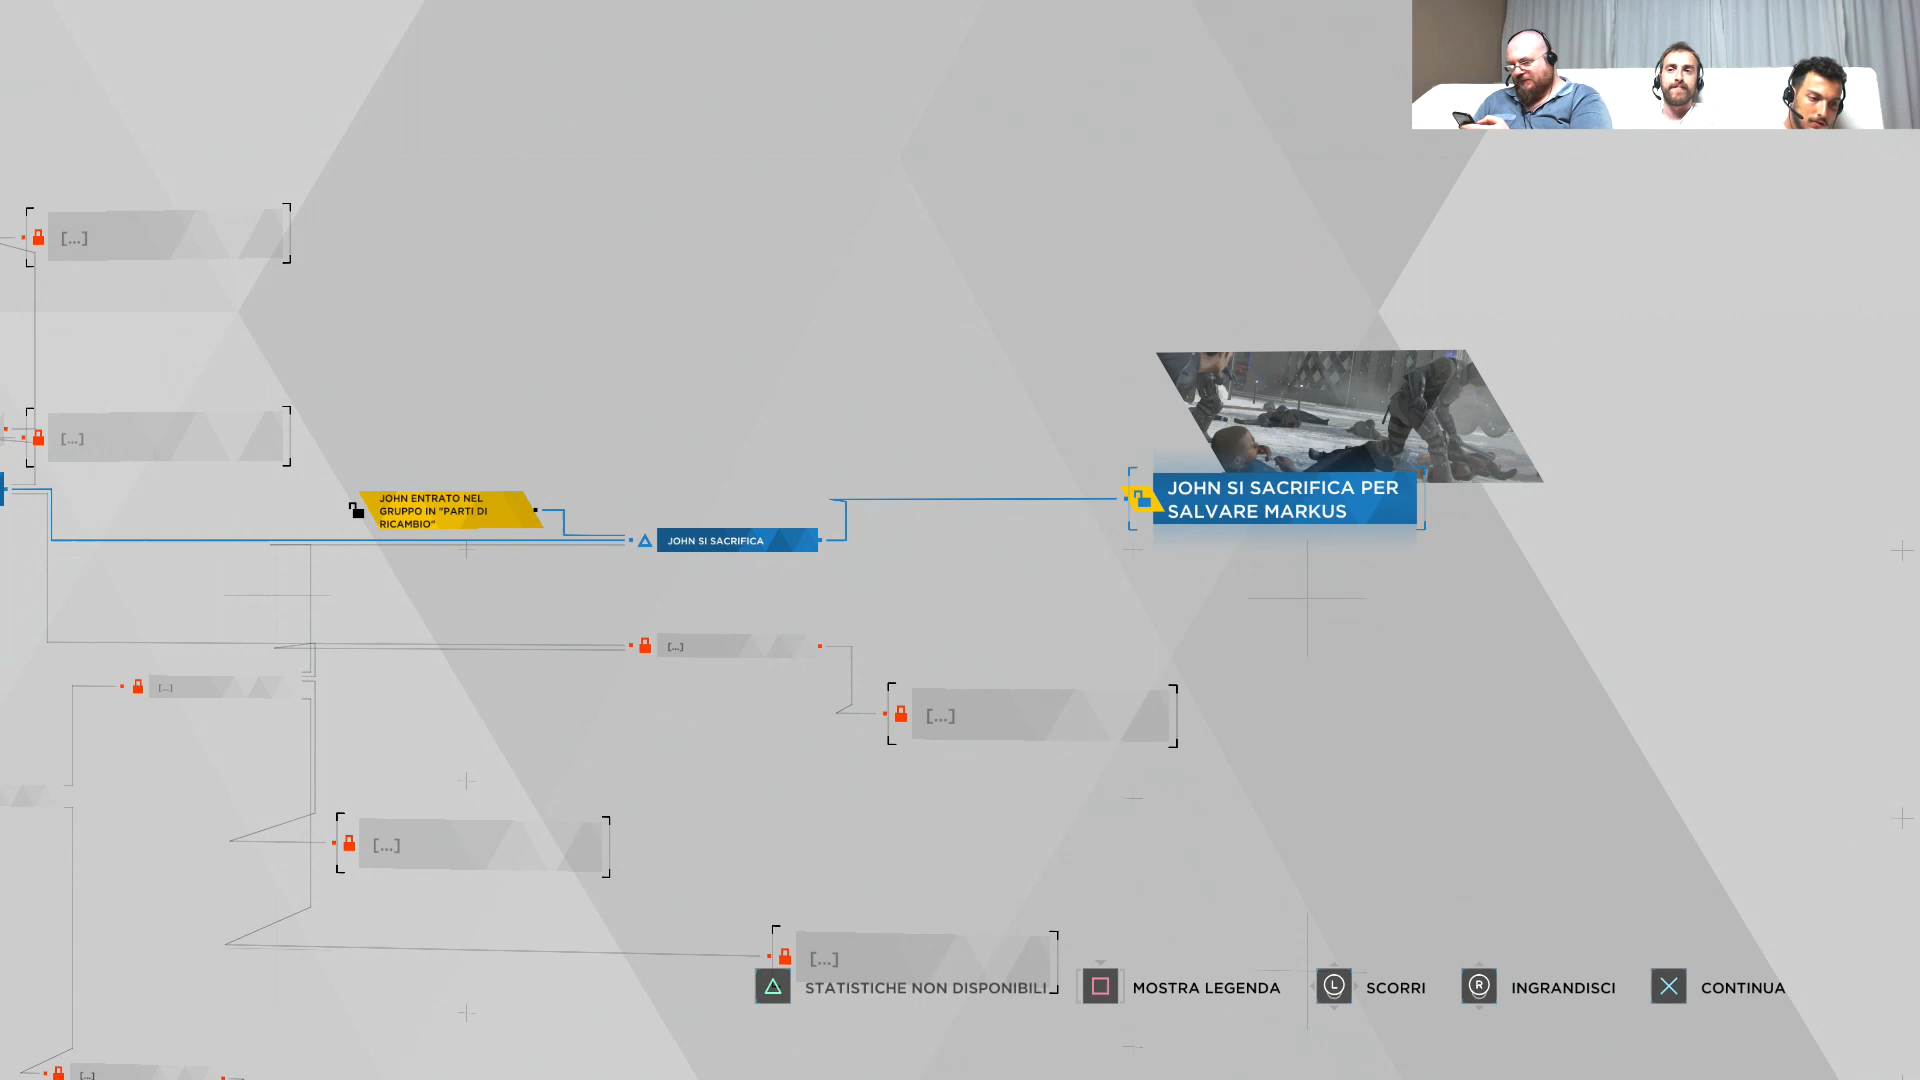 [...]
[...]
JOHN ENTRATO NEL
GRUPPO IN "PARTI DI
RICAMBIO"
JOHN SI SACRIFICA
JOHN SI SACRIFICA PER
SALVARE MARKUS
[...]
[...]
[...]
[...]
[...]
STATISTICHE NON DISPONIBILI
MOSTRA LEGENDA
L
SCORRI
R
INGRANDISCI
CONTINUA
[...]